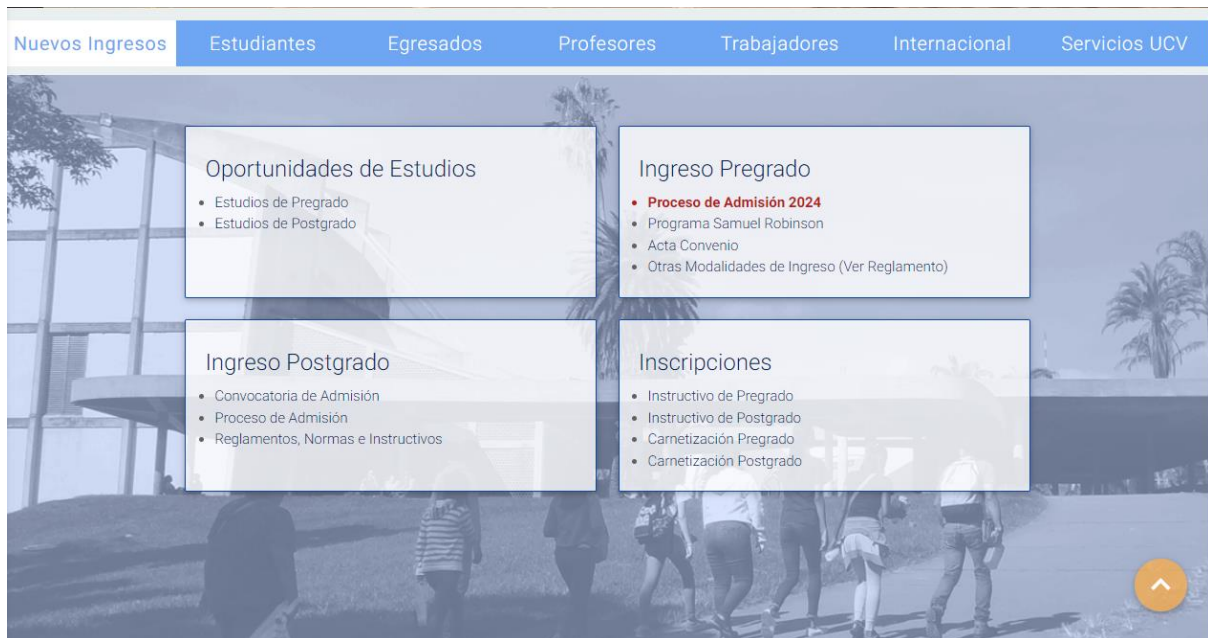 Nuevos Ingresos Estudiantes Egresados Profesores Trabajadores Internacional Servicios UCV
Oportunidades de Estudios
Estudios de Pregrado
Estudios de Postgrado
Ingreso Pregrado
Proceso de Admisión 2024
Programa Samuel Robinson
Acta Convenio
Otras Modalidades de Ingreso (Ver Reglamento)
Ingreso Postgrado
Convocatoria de Admisión
Proceso de Admisión
Reglamentos, Normas e Instructivos
Inscripciones
Instructivo de Pregrado
Instructivo de Postgrado
Carnetización Pregrado
Carnetización Postgrado